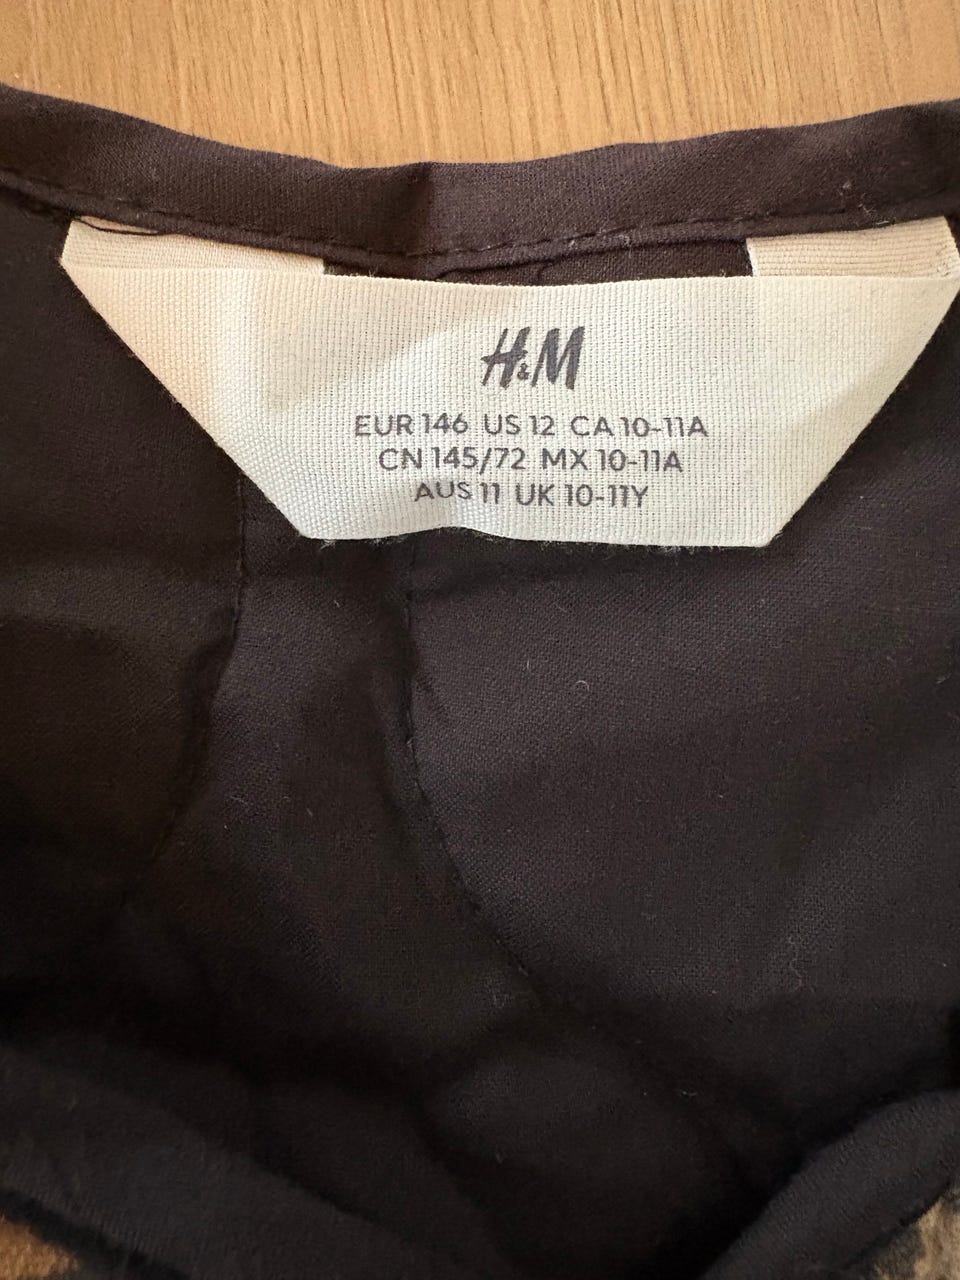 H&M
EUR 146 US 12 CA 10-11A
CN 145/72 MX 10-11A
AUS 11 UK 10-11Y